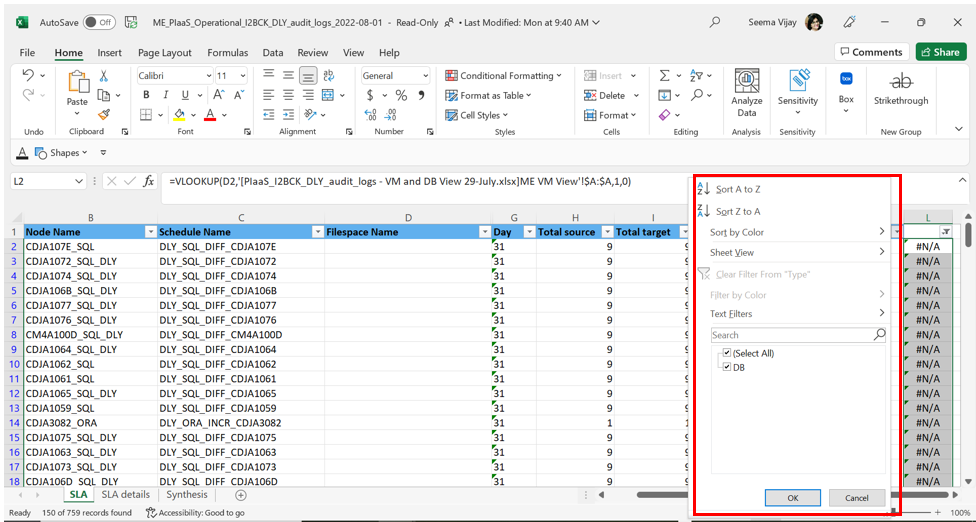 AutoSave Off ME_PIaaS_Operational_I2BCK_DLY_audit_logs_2022-08-01 - Read-Only • Last Modified: Mon at 9:40 AM Seema Vijay
File Home Insert Page Layout Formulas Data Review View Help Comments Share
Calibri 11 General Conditional Formatting Insert
Paste B I U Format as Table Delete Analyze Data Sensitivity Box Strikethrough
Cell Styles Format
Undo Clipboard Font Alignment Number Styles Cells Editing Analysis Sensitivity New Group
Shapes
L2 fx =VLOOKUP(D2,'[PIaaS_I2BCK_DLY_audit_logs - VM and DB View 29-July.xlsx]ME VM View'!$A:$A,1,0)
Sort A to Z
Sort Z to A
Sort by Color
Sheet View
Clear Filter From "Type"
Filter by Color
Text Filters
Search
(Select All)
DB
OK Cancel
B C D G H I L
1 Node Name Schedule Name Filespace Name Day Total source Total target
2 CDJA107E_SQL DLY_SQL_DIFF_CDJA107E 31 9 9 #N/A
3 CDJA1072_SQL_DLY DLY_SQL_DIFF_CDJA1072 31 9 9 #N/A
4 CDJA1074_SQL_DLY DLY_SQL_DIFF_CDJA1074 31 9 9 #N/A
5 CDJA106B_SQL_DLY DLY_SQL_DIFF_CDJA106B 31 9 9 #N/A
6 CDJA1077_SQL_DLY DLY_SQL_DIFF_CDJA1077 31 9 9 #N/A
7 CDJA1076_SQL_DLY DLY_SQL_DIFF_CDJA1076 31 9 9 #N/A
8 CM4A100D_SQL_DLY DLY_SQL_DIFF_CM4A100D 31 9 9 #N/A
9 CDJA1064_SQL_DLY DLY_SQL_DIFF_CDJA1064 31 9 9 #N/A
10 CDJA1062_SQL DLY_SQL_DIFF_CDJA1062 31 9 9 #N/A
11 CDJA1061_SQL DLY_SQL_DIFF_CDJA1061 31 9 9 #N/A
12 CDJA1065_SQL_DLY DLY_SQL_DIFF_CDJA1065 31 9 9 #N/A
13 CDJA1059_SQL DLY_SQL_DIFF_CDJA1059 31 9 9 #N/A
14 CDJA3082_ORA DLY_ORA_INCR_CDJA3082 31 1 1 #N/A
15 CDJA1075_SQL_DLY DLY_SQL_DIFF_CDJA1075 31 9 9 #N/A
16 CDJA1063_SQL_DLY DLY_SQL_DIFF_CDJA1063 31 9 9 #N/A
17 CDJA1073_SQL_DLY DLY_SQL_DIFF_CDJA1073 31 9 9 #N/A
18 CDJA106D_SQL_DLY DLY_SQL_DIFF_CDJA106D 31 9 9 #N/A
SLA SLA details Synthesis
Ready 150 of 759 records found Accessibility: Good to go 100%